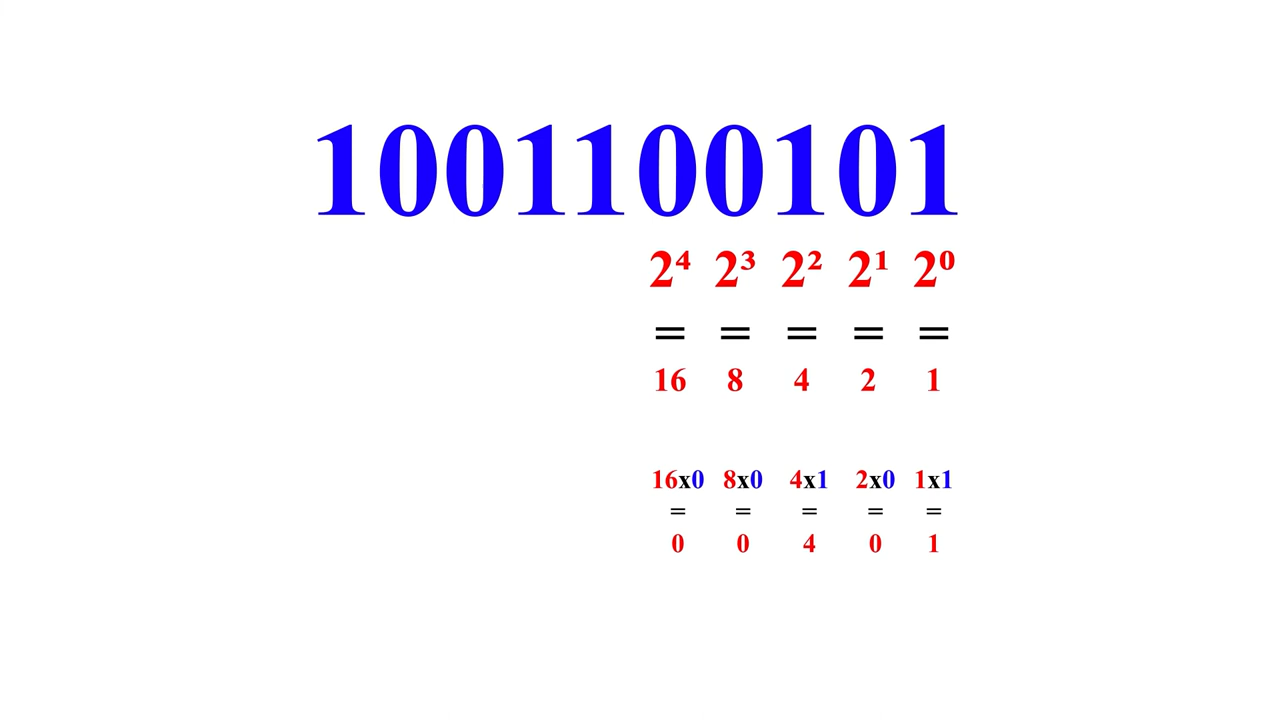 1001100101
2⁴ 2³ 2² 2¹ 2⁰
= = = = =
16 8 4 2 1
16x0 8x0 4x1 2x0 1x1
= = = = =
0 0 4 0 1